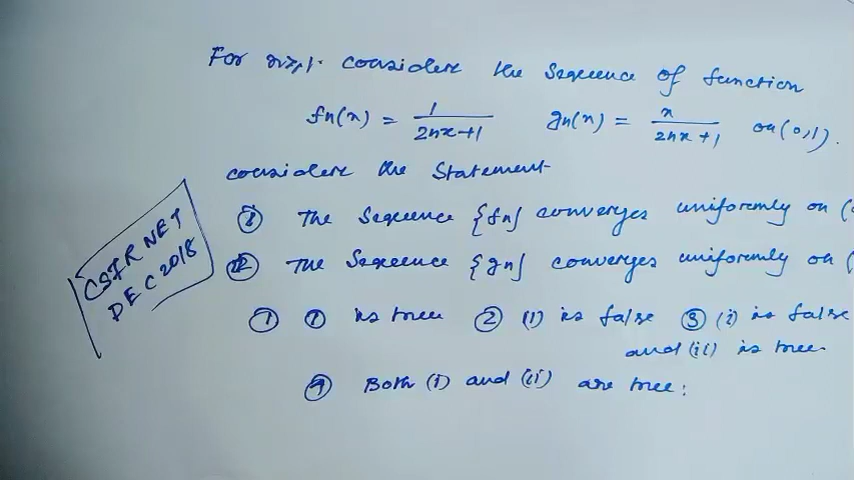 For n≥1. consider the Sequence of function
fn(x) = 1/(2nx+1) gn(x) = x/(2nx+1) on (0,1).
consider the Statement
(i) The Sequence {fn} converges uniformly on (0
(ii) The Sequence {gn} converges uniformly on (
CSIR NET
DEC 2018
(1) (i) is true (2) (i) is false (3) (i) is false
and (ii) is true.
(4) Both (i) and (ii) are true.